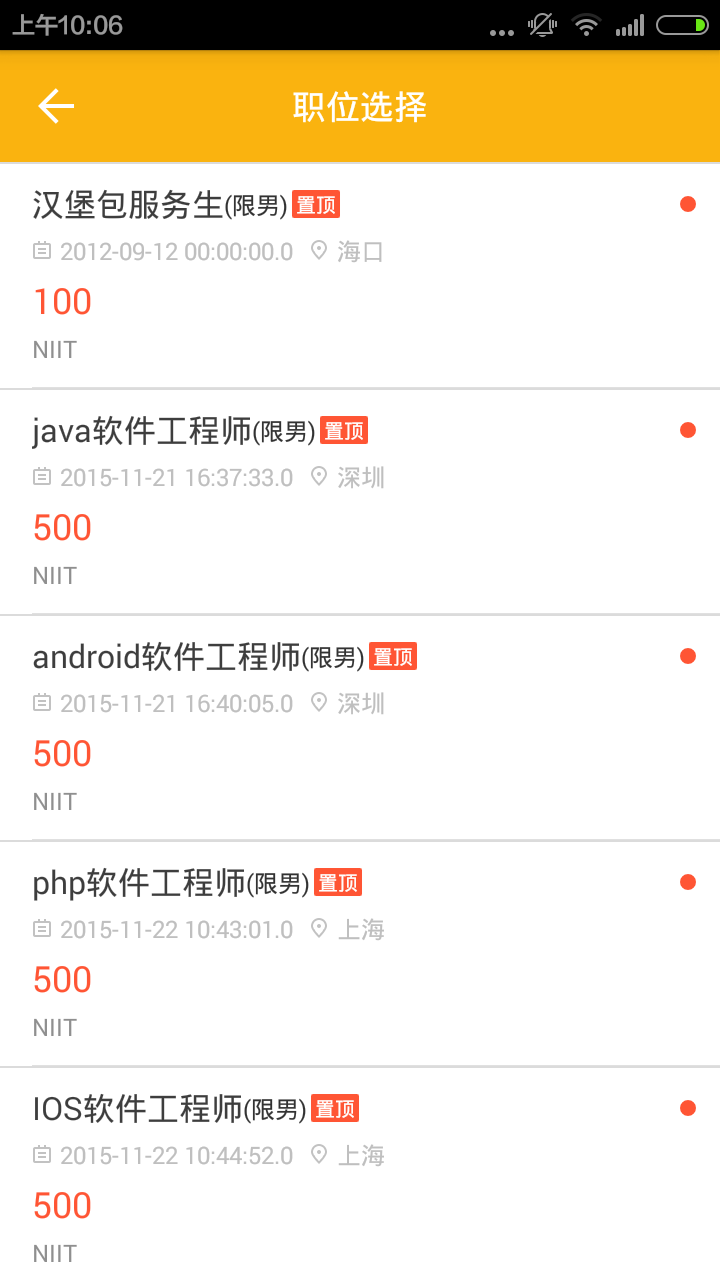 上午10:06
职位选择
汉堡包服务生(限男) 置顶
2012-09-12 00:00:00.0 海口
100
NIIT
java软件工程师(限男) 置顶
2015-11-21 16:37:33.0 深圳
500
NIIT
android软件工程师(限男) 置顶
2015-11-21 16:40:05.0 深圳
500
NIIT
php软件工程师(限男) 置顶
2015-11-22 10:43:01.0 上海
500
NIIT
IOS软件工程师(限男) 置顶
2015-11-22 10:44:52.0 上海
500
NIIT